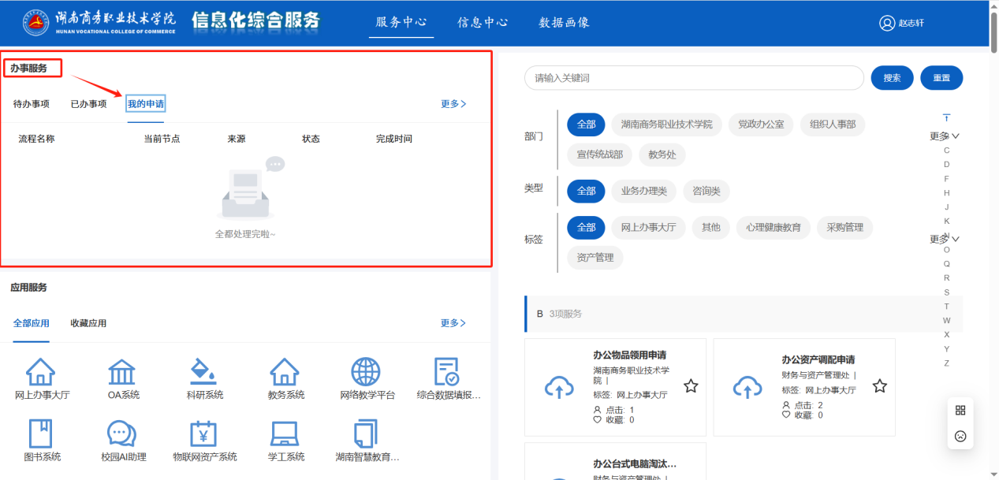 湖南商务职业技术学院
HUNAN VOCATIONAL COLLEGE OF COMMERCE
信息化综合服务
服务中心 信息中心 数据画像
赵志轩
办事服务
待办事项 已办事项 我的申请 更多>
流程名称 当前节点 来源 状态 完成时间
全都处理完啦~
应用服务
全部应用 收藏应用 更多>
网上办事大厅 OA系统 科研系统 教务系统 网络教学平台 综合数据填报...
图书系统 校园AI助理 物联网资产系统 学工系统 湖南智慧教育...
请输入关键词 搜索 重置
部门 全部 湖南商务职业技术学院 党政办公室 组织人事部 更多
宣传统战部 教务处
类型 全部 业务办理类 咨询类
标签 全部 网上办事大厅 其他 心理健康教育 采购管理 更多
资产管理
C
D
F
H
J
K
N
O
Q
R
S
T
W
X
Y
Z
B 3项服务
办公物品领用申请
湖南商务职业技术学
院 |
标签: 网上办事大厅
点击: 1
收藏: 0
办公资产调配申请
财务与资产管理处 |
标签: 网上办事大厅
点击: 2
收藏: 0
办公台式电脑淘汰...
财务与资产管理处 |